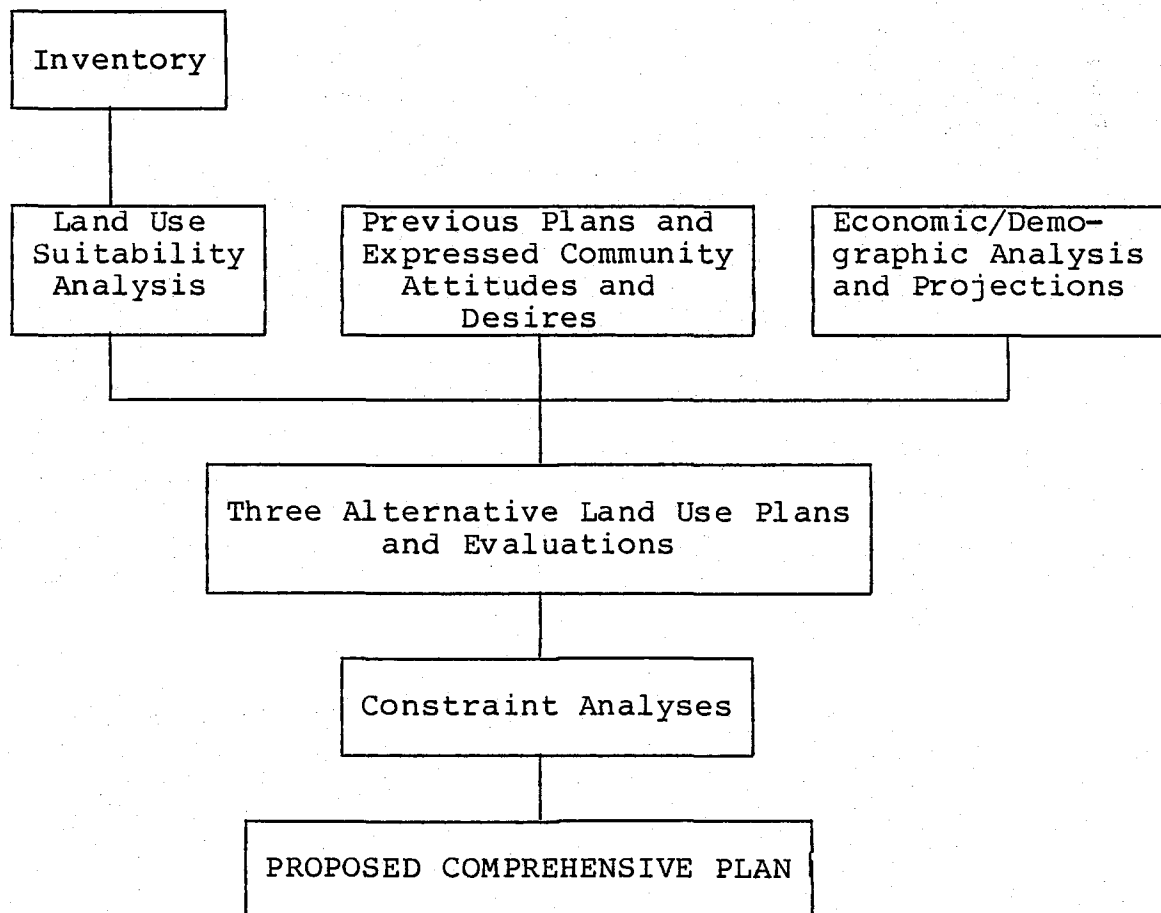 Inventory
Land Use
Suitability
Analysis
Previous Plans and
Expressed Community
Attitudes and
Desires
Economic/Demo-
graphic Analysis
and Projections
Three Alternative Land Use Plans
and Evaluations
Constraint Analyses
PROPOSED COMPREHENSIVE PLAN